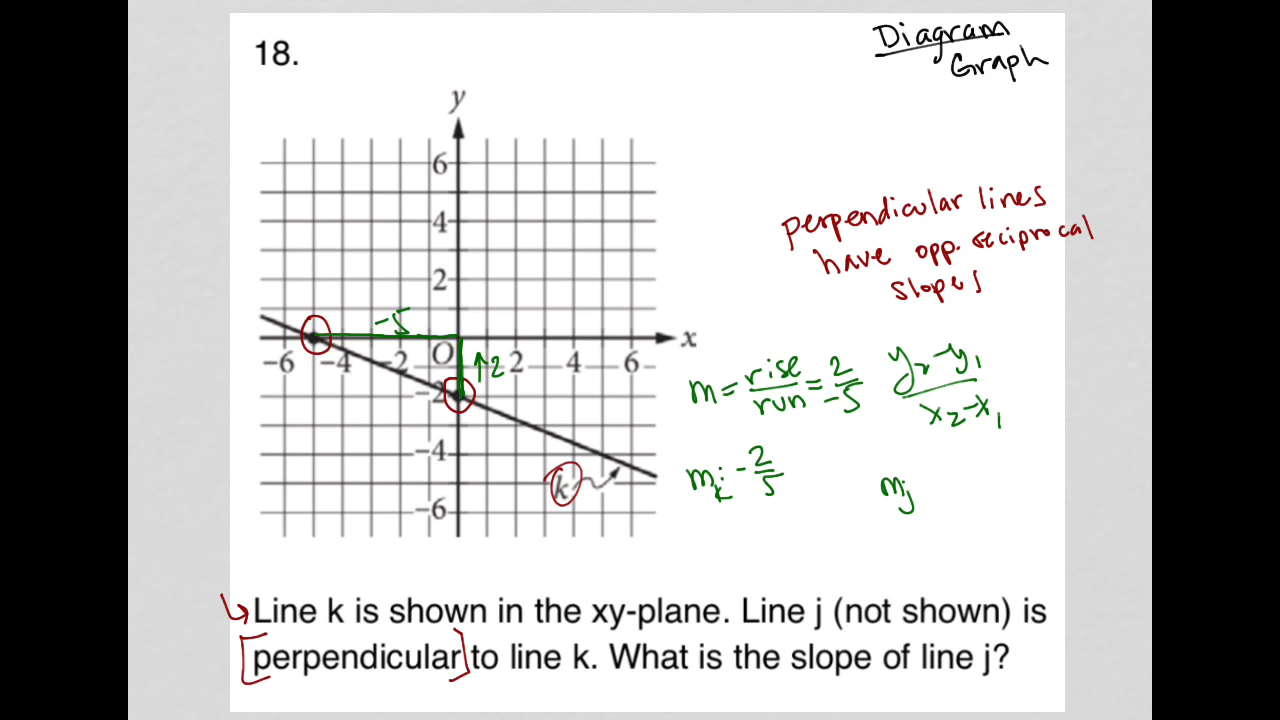 Diagram
Graph
18.
y
6
4
2
perpendicular lines
have opp. reciprocal
slopes
-5
x
-6 -4 -2 O 2 4 6
↑2
-2
m = rise/run = 2/-5
y₂-y₁/x₂-x₁
-4
mₖ: -2/5
mⱼ
k
-6
Line k is shown in the xy-plane. Line j (not shown) is
perpendicular to line k. What is the slope of line j?